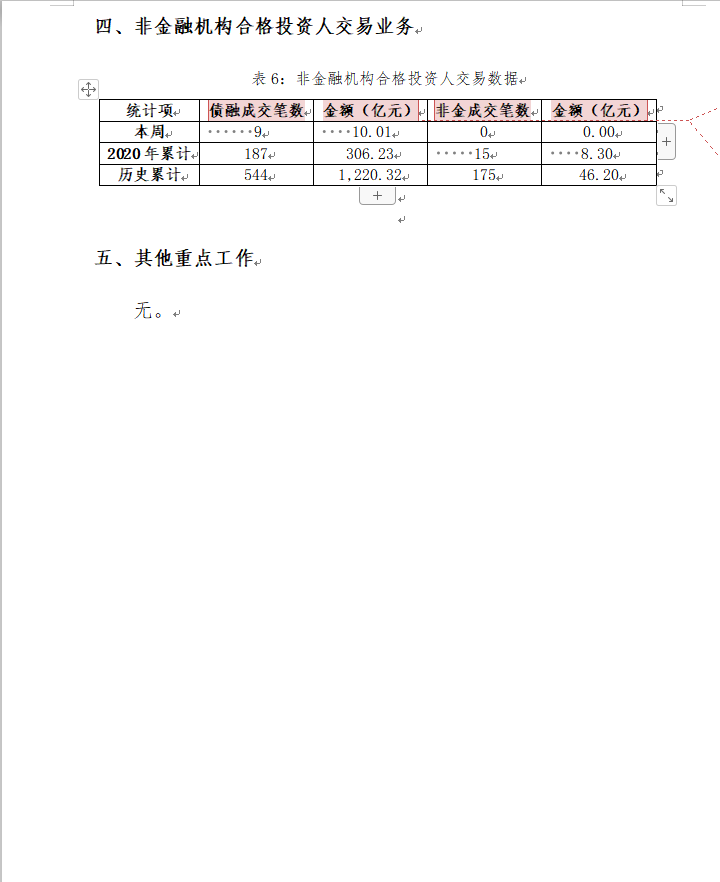 四、非金融机构合格投资人交易业务
表 6：非金融机构合格投资人交易数据
统计项 债融成交笔数 金额（亿元） 非金成交笔数 金额（亿元）
本周 9 10.01 0 0.00
2020 年累计 187 306.23 15 8.30
历史累计 544 1,220.32 175 46.20
五、其他重点工作
无。